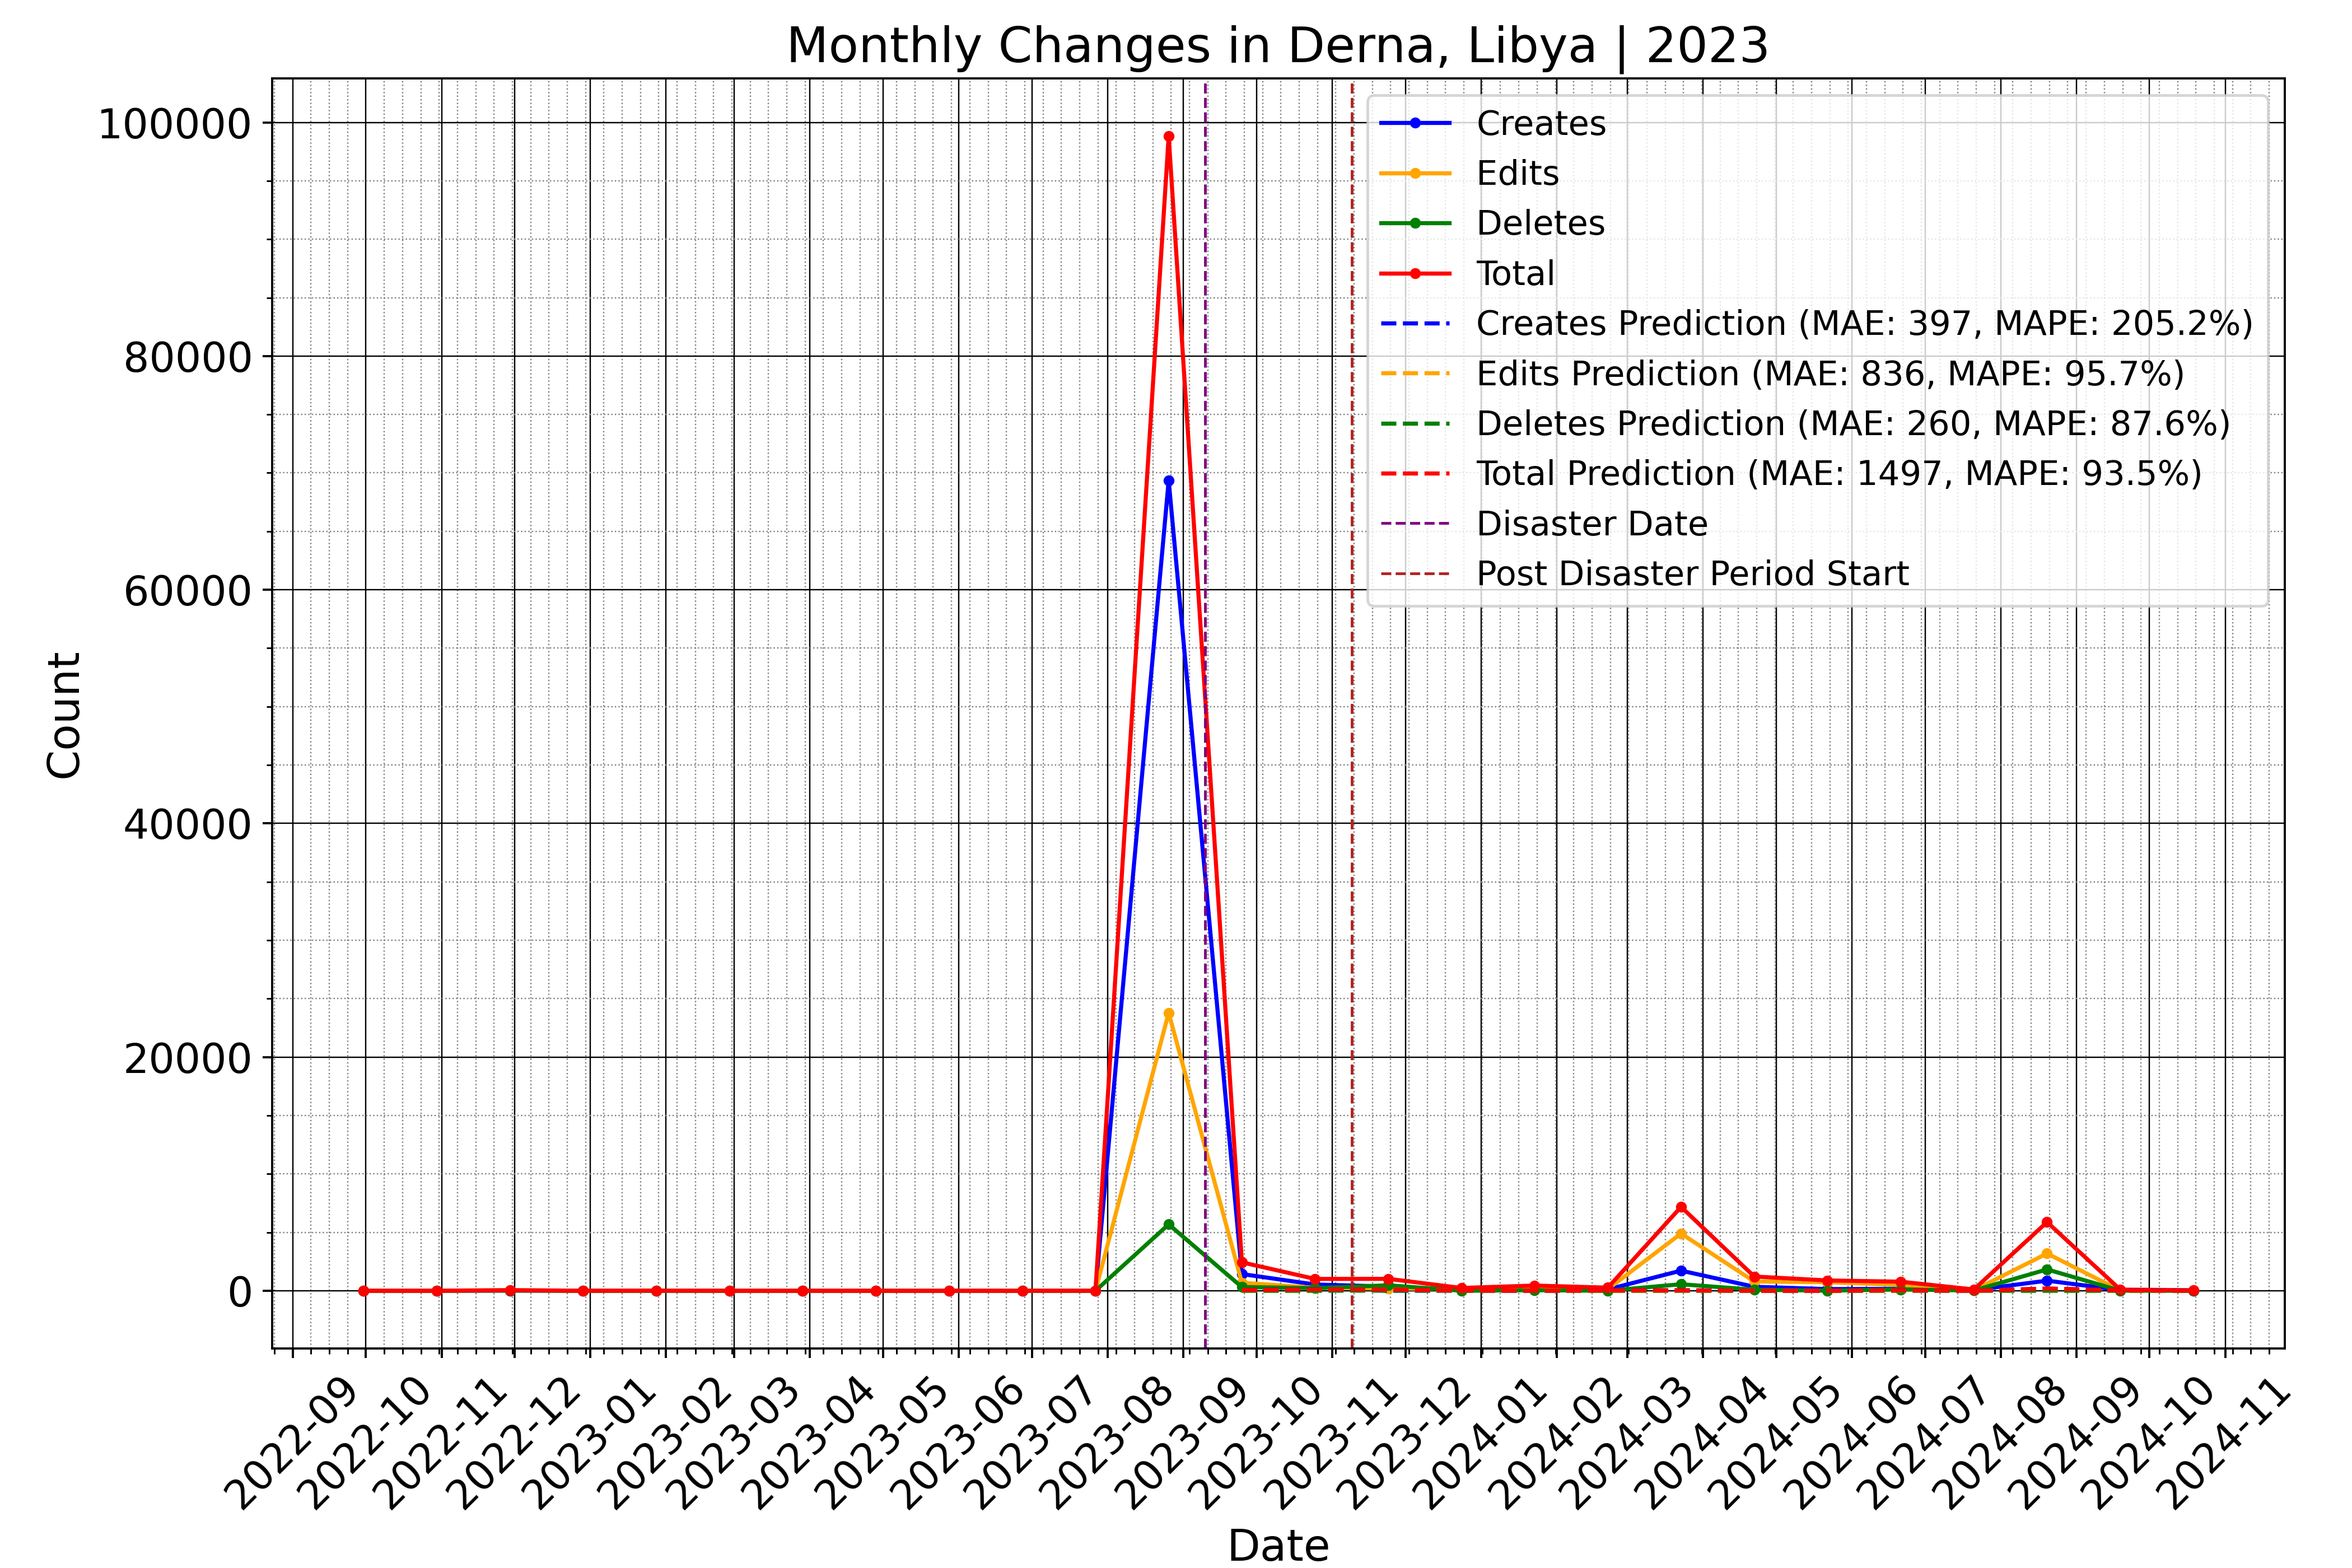 Monthly Changes in Derna, Libya | 2023
Count
100000
80000
60000
40000
20000
0
Creates
Edits
Deletes
Total
Creates Prediction (MAE: 397, MAPE: 205.2%)
Edits Prediction (MAE: 836, MAPE: 95.7%)
Deletes Prediction (MAE: 260, MAPE: 87.6%)
Total Prediction (MAE: 1497, MAPE: 93.5%)
Disaster Date
Post Disaster Period Start
2022-09
2022-10
2022-11
2022-12
2023-01
2023-02
2023-03
2023-04
2023-05
2023-06
2023-07
2023-08
2023-09
2023-10
2023-11
2023-12
2024-01
2024-02
2024-03
2024-04
2024-05
2024-06
2024-07
2024-08
2024-09
2024-10
2024-11
Date